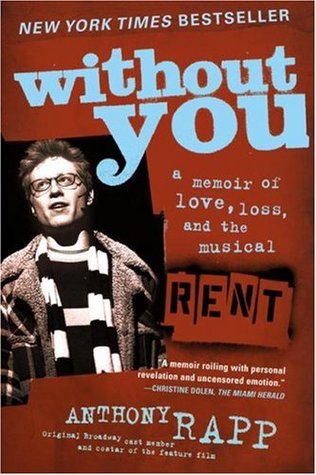 NEW YORK TIMES BESTSELLER
without
you
a memoir of
love, loss,
and the
musical
RENT
"A memoir roiling with personal
revelation and uncensored emotion."
—CHRISTINE DOLEN, THE MIAMI HERALD
ANTHONY
RAPP
Original Broadway cast member
and costar of the feature film